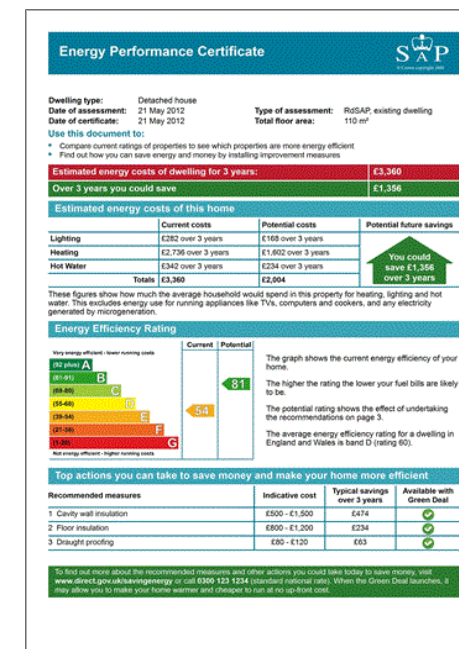 Energy Performance Certificate
SAP
Dwelling type: Detached house
Date of assessment: 21 May 2012 Type of assessment: RdSAP, existing dwelling
Date of certificate: 21 May 2012 Total floor area: 110 m²
Use this document to:
• Compare current ratings of properties to see which properties are more energy efficient
• Find out how you can save energy and money by installing improvement measures
Estimated energy costs of dwelling for 3 years: £3,360
Over 3 years you could save £1,356
Estimated energy costs of this home
Current costs Potential costs Potential future savings
Lighting £282 over 3 years £168 over 3 years
Heating £2,736 over 3 years £1,602 over 3 years
Hot Water £342 over 3 years £234 over 3 years
Totals £3,360 £2,004
You could
save £1,356
over 3 years
These figures show how much the average household would spend in this property for heating, lighting and hot
water. This excludes energy use for running appliances like TVs, computers and cookers, and any electricity
generated by microgeneration.
Energy Efficiency Rating
Current Potential
Very energy efficient - lower running costs
(92 plus) A
(81-91) B
(69-80) C
(55-68) D
(39-54) E
(21-38) F
(1-20) G
Not energy efficient - higher running costs
54
81
The graph shows the current energy efficiency of your
home.
The higher the rating the lower your fuel bills are likely
to be.
The potential rating shows the effect of undertaking
the recommendations on page 3.
The average energy efficiency rating for a dwelling in
England and Wales is band D (rating 60).
Top actions you can take to save money and make your home more efficient
Recommended measures Indicative cost Typical savings over 3 years Available with Green Deal
1 Cavity wall insulation £500 - £1,500 £474
2 Floor insulation £800 - £1,200 £234
3 Draught proofing £80 - £120 £63
To find out more about the recommended measures and other actions you could take today to save money, visit
www.direct.gov.uk/savingenergy or call 0300 123 1234 (standard national rate). When the Green Deal launches, it
may allow you to make your home warmer and cheaper to run at no up-front cost.